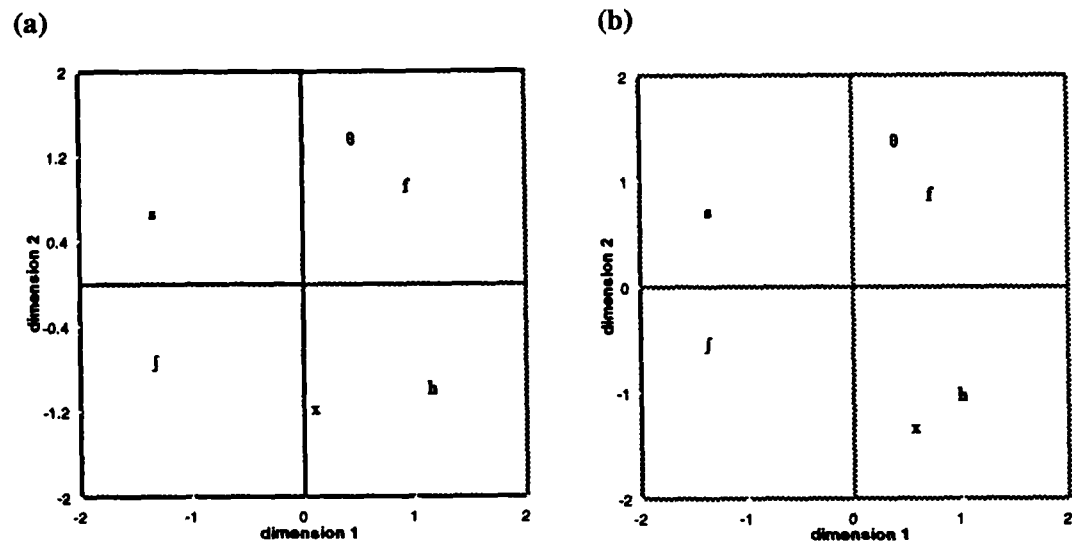 (a)
2
1.2
0.4
-0.4
-1.2
-2
-2
-1
0
1
2
dimension 2
dimension 1
θ
f
s
ʃ
x
h
(b)
2
1
0
-1
-2
-2
-1
0
1
2
dimension 2
dimension 1
θ
f
s
ʃ
h
x